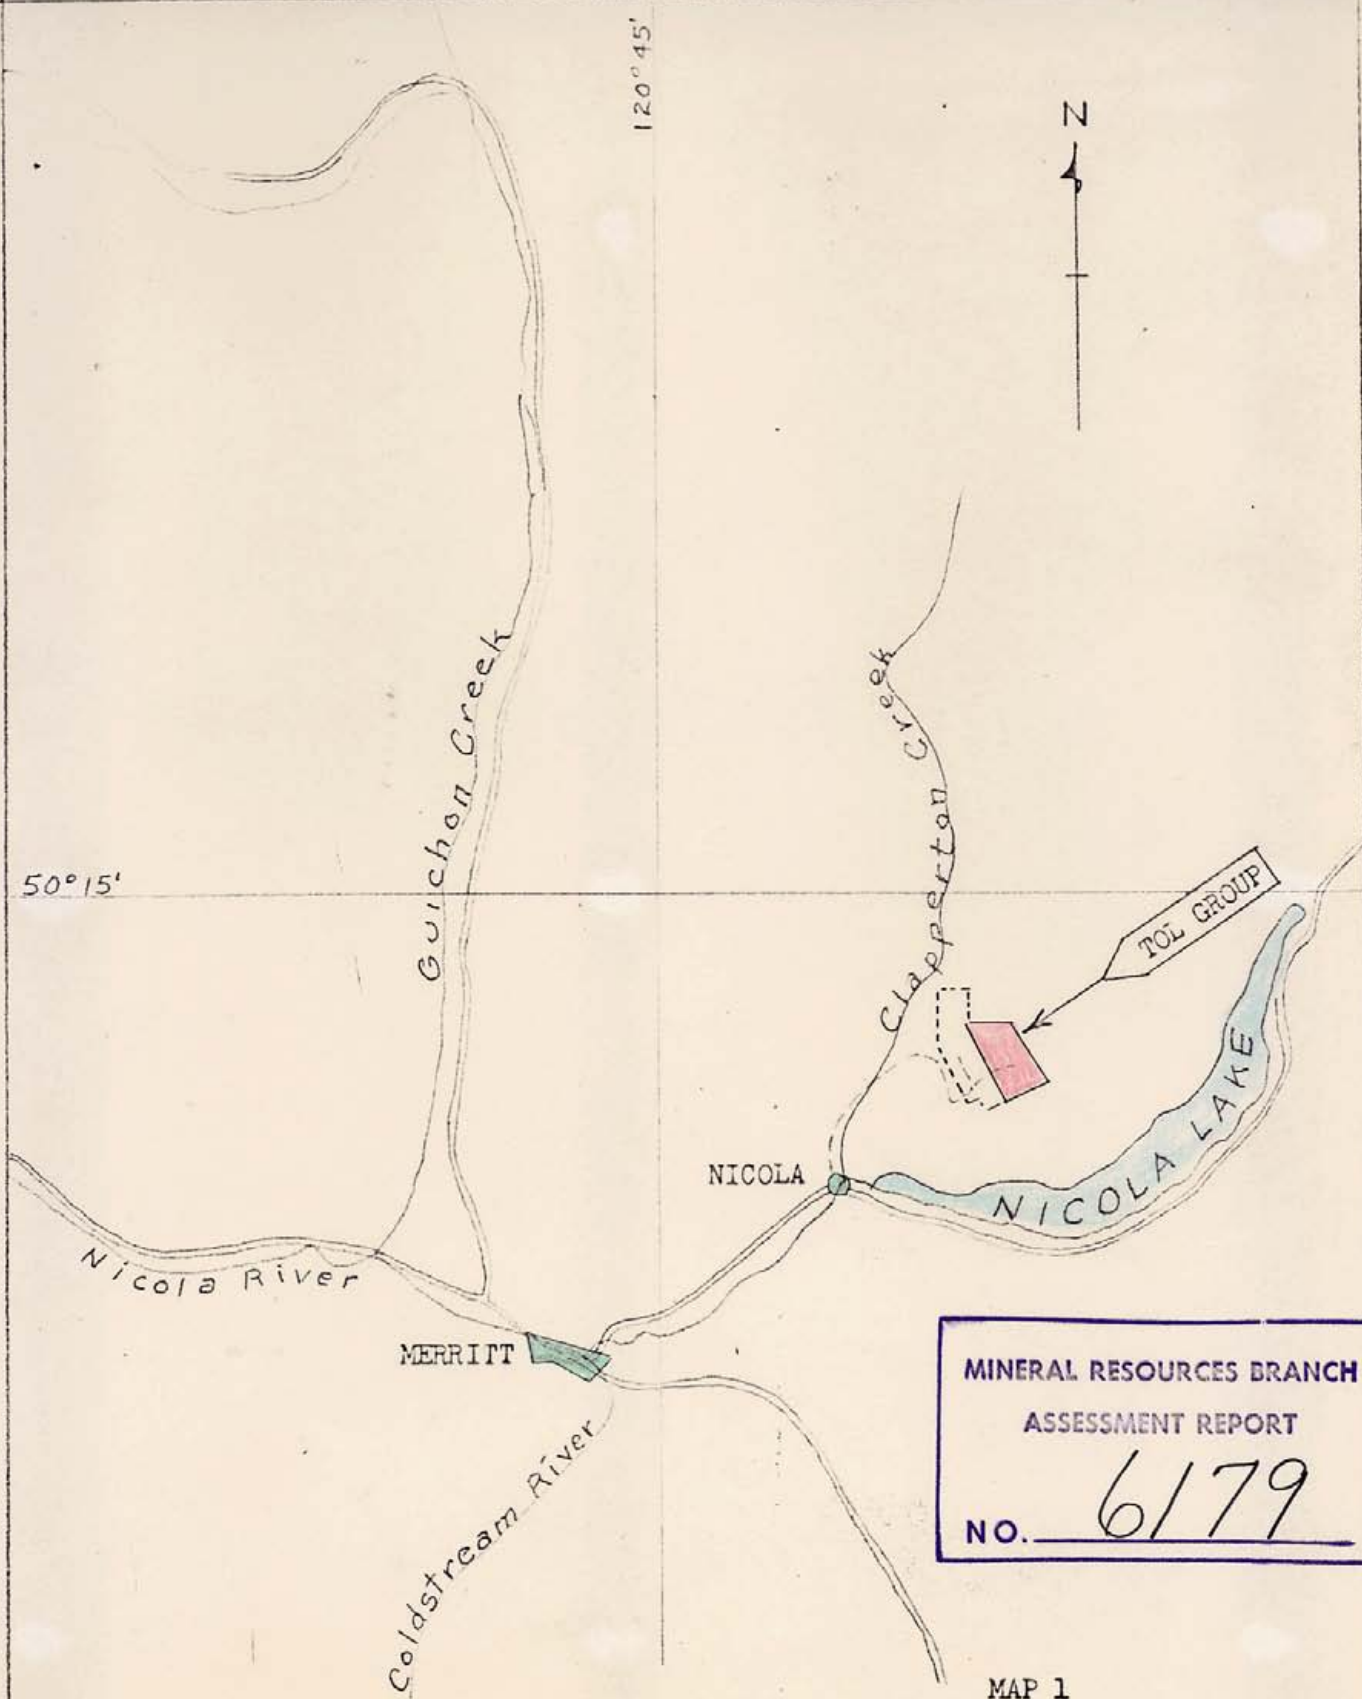 120°45'
N
Guichon Creek
Clapperton Creek
50°15'
TOL GROUP
NICOLA LAKE
NICOLA
Nicola River
MERRITT
Coldstream River
MINERAL RESOURCES BRANCH
ASSESSMENT REPORT
NO. 6179
MAP 1